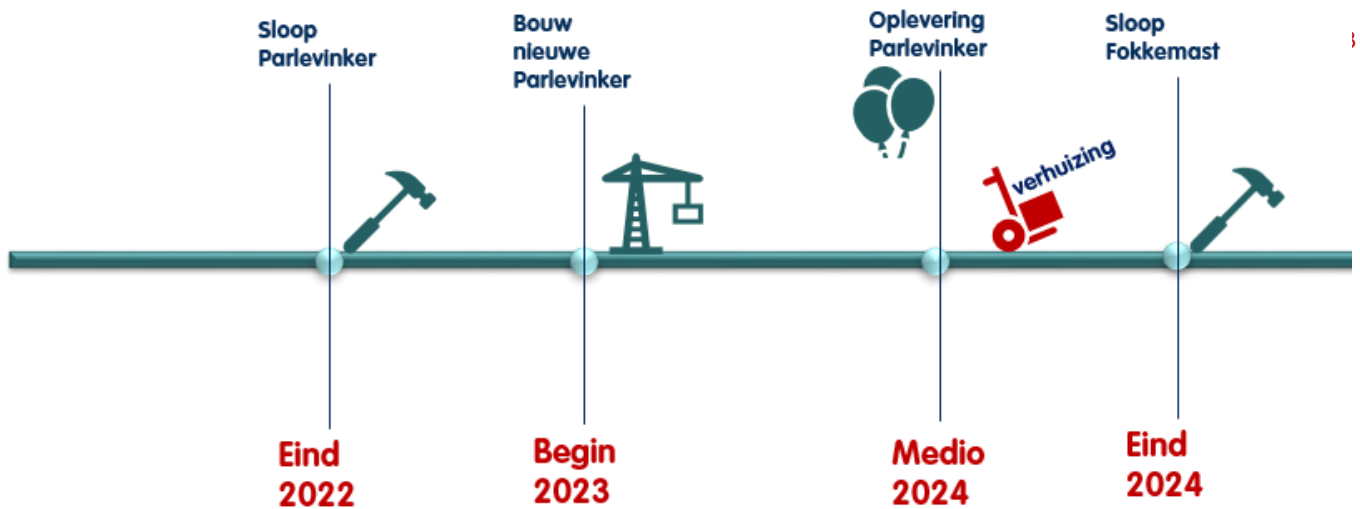 Sloop
Parlevinker
Bouw
nieuwe
Parlevinker
Oplevering
Parlevinker
Sloop
Fokkemast
verhuizing
Eind
2022
Begin
2023
Medio
2024
Eind
2024